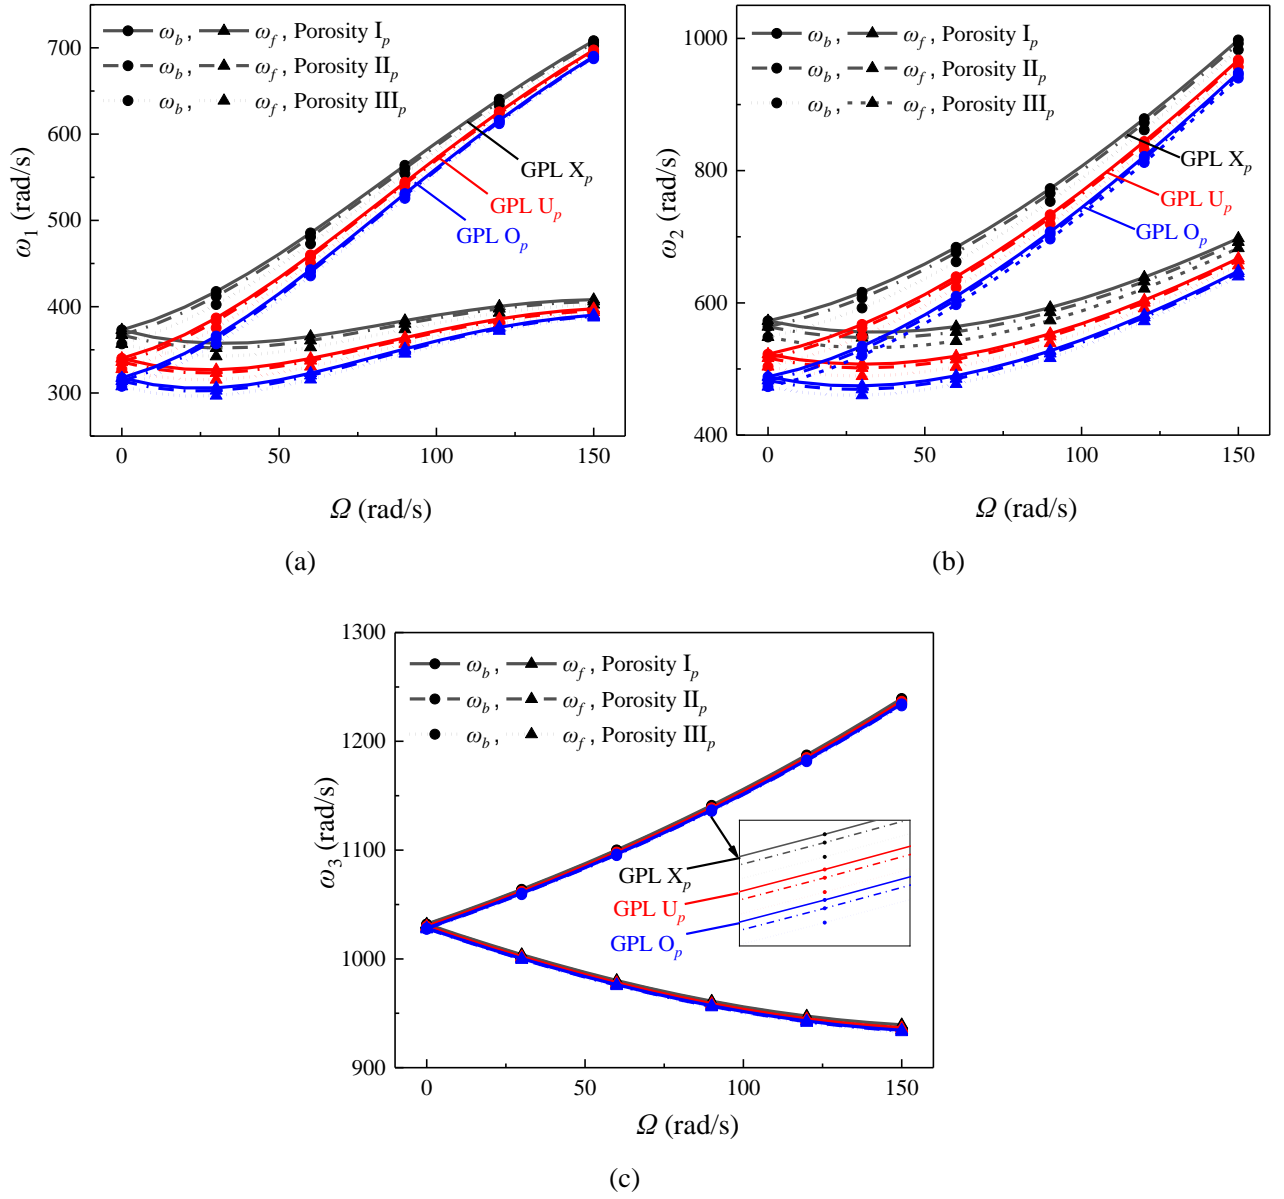 ω_b, ω_f, Porosity I_p
ω_b, ω_f, Porosity II_p
ω_b, ω_f, Porosity III_p
700
600
500
400
300
ω_1 (rad/s)
GPL X_p
GPL U_p
GPL O_p
0 50 100 150
Ω (rad/s)
(a)
ω_b, ω_f, Porosity I_p
ω_b, ω_f, Porosity II_p
ω_b, ω_f, Porosity III_p
1000
800
600
400
ω_2 (rad/s)
GPL X_p
GPL U_p
GPL O_p
0 50 100 150
Ω (rad/s)
(b)
1300
1200
1100
1000
900
ω_3 (rad/s)
ω_b, ω_f, Porosity I_p
ω_b, ω_f, Porosity II_p
ω_b, ω_f, Porosity III_p
GPL X_p
GPL U_p
GPL O_p
0 50 100 150
Ω (rad/s)
(c)